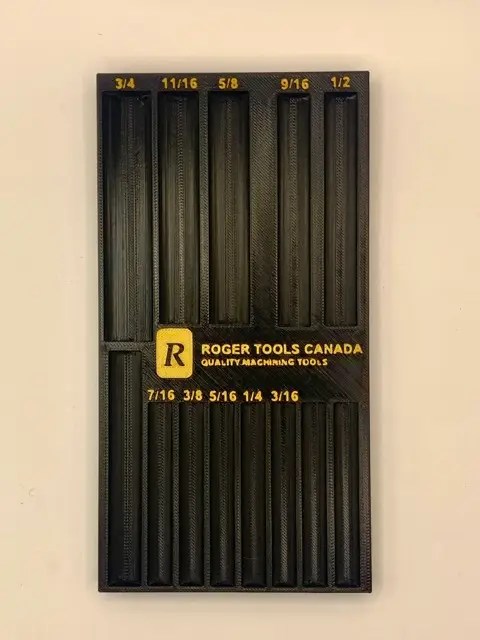 3/4 11/16 5/8 9/16 1/2
R
ROGER TOOLS CANADA
QUALITY MACHINING TOOLS
7/16 3/8 5/16 1/4 3/16